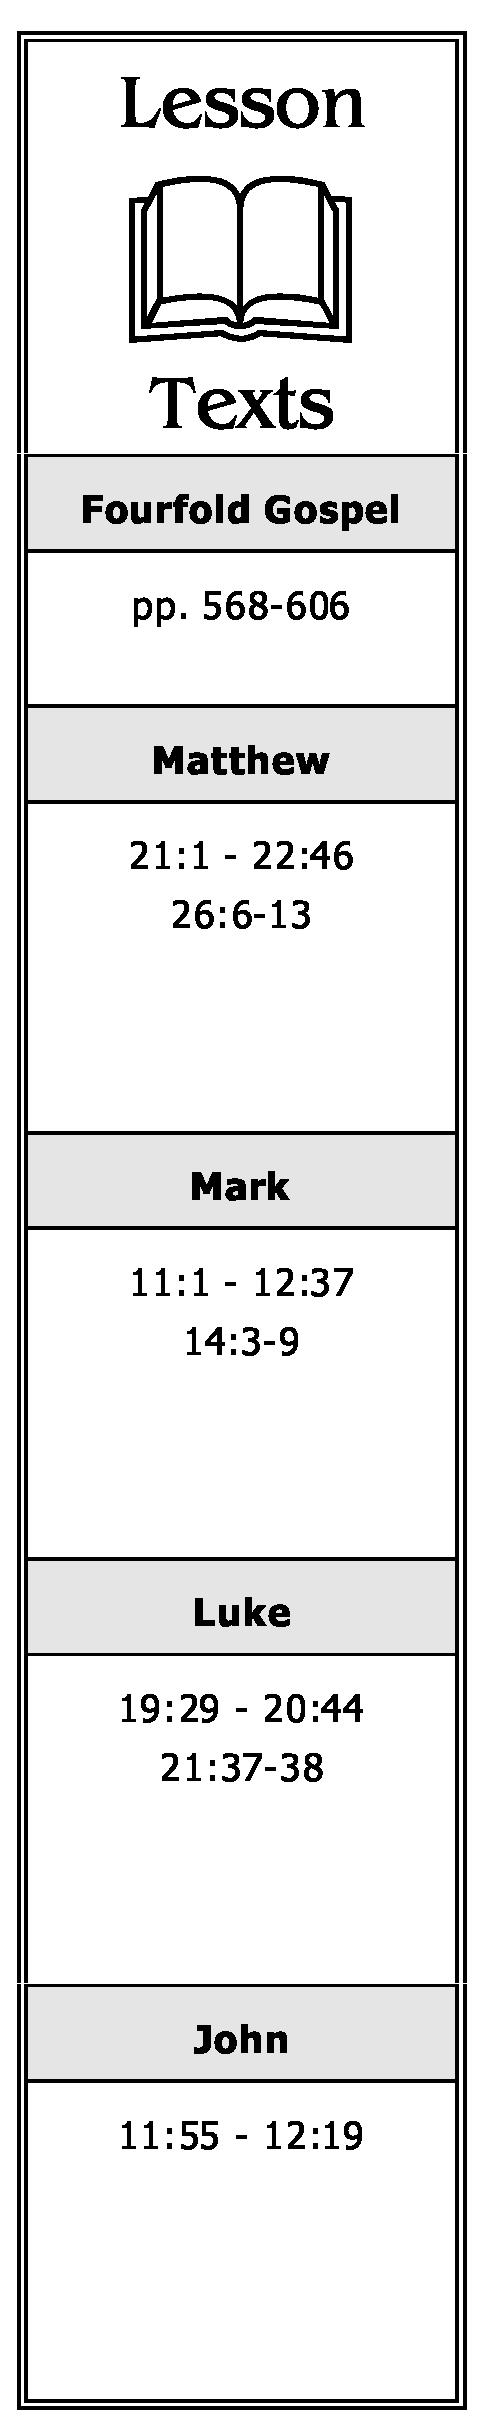 Lesson
Texts
Fourfold Gospel
pp. 568-606
Matthew
21:1 - 22:46
26:6-13
Mark
11:1 - 12:37
14:3-9
Luke
19:29 - 20:44
21:37-38
John
11:55 - 12:19